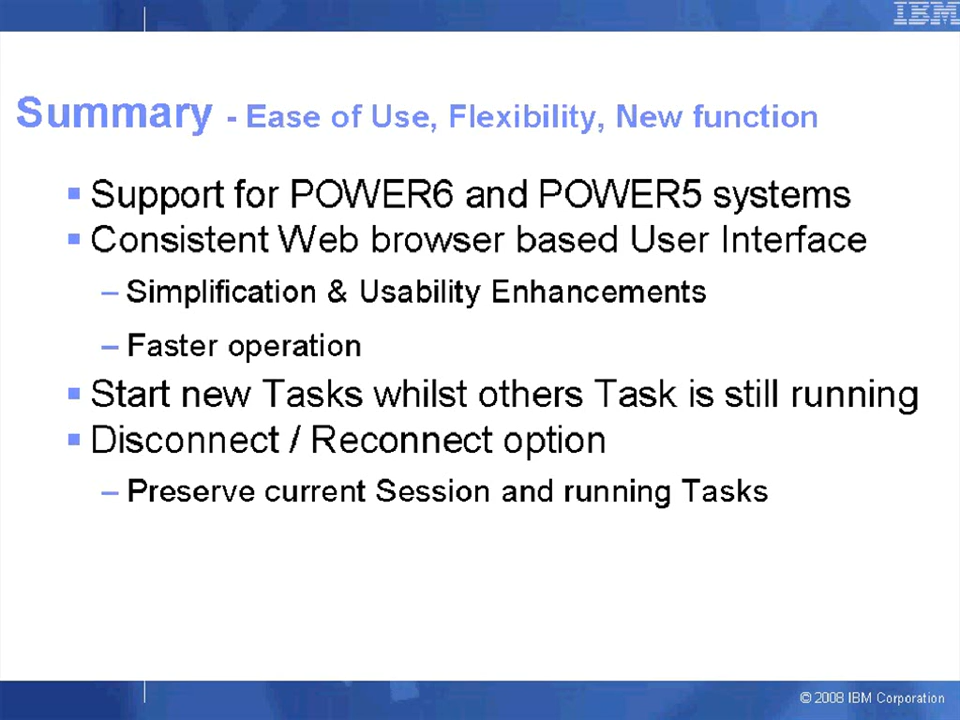 IBM
Summary - Ease of Use, Flexibility, New function
▪ Support for POWER6 and POWER5 systems
▪ Consistent Web browser based User Interface
– Simplification & Usability Enhancements
– Faster operation
▪ Start new Tasks whilst others Task is still running
▪ Disconnect / Reconnect option
– Preserve current Session and running Tasks
© 2008 IBM Corporation